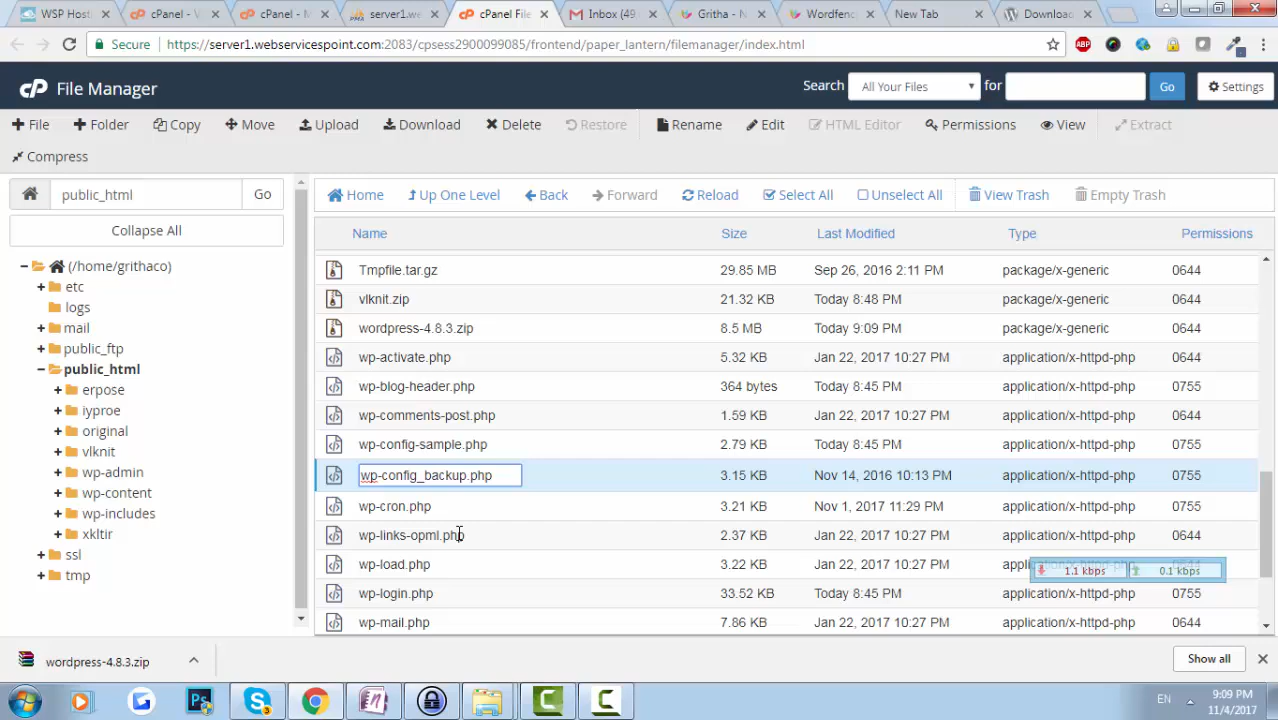 WSP Host
cPanel - V
cPanel - M
server1.we
cPanel File
Inbox (49
Gritha - N
Wordfenc
New Tab
Downloa
Secure https://server1.webservicespoint.com:2083/cpsess2900099085/frontend/paper_lantern/filemanager/index.html
ABP
cP File Manager
Search All Your Files for Go Settings
File Folder Copy Move Upload Download Delete Restore Rename Edit HTML Editor Permissions View Extract
Compress
public_html Go
Home Up One Level Back Forward Reload Select All Unselect All View Trash Empty Trash
Collapse All
(/home/grithaco)
etc
logs
mail
public_ftp
public_html
erpose
iyproe
original
vlknit
wp-admin
wp-content
wp-includes
xkltir
ssl
tmp
Name Size Last Modified Type Permissions
Tmpfile.tar.gz 29.85 MB Sep 26, 2016 2:11 PM package/x-generic 0644
vlknit.zip 21.32 KB Today 8:48 PM package/x-generic 0644
wordpress-4.8.3.zip 8.5 MB Today 9:09 PM package/x-generic 0644
wp-activate.php 5.32 KB Jan 22, 2017 10:27 PM application/x-httpd-php 0644
wp-blog-header.php 364 bytes Today 8:45 PM application/x-httpd-php 0755
wp-comments-post.php 1.59 KB Jan 22, 2017 10:27 PM application/x-httpd-php 0644
wp-config-sample.php 2.79 KB Today 8:45 PM application/x-httpd-php 0755
wp-config_backup.php 3.15 KB Nov 14, 2016 10:13 PM application/x-httpd-php 0755
wp-cron.php 3.21 KB Nov 1, 2017 11:29 PM application/x-httpd-php 0755
wp-links-opml.php 2.37 KB Jan 22, 2017 10:27 PM application/x-httpd-php 0644
wp-load.php 3.22 KB Jan 22, 2017 10:27 PM application/x-httpd-php 0644
1.1 kbps 0.1 kbps
wp-login.php 33.52 KB Today 8:45 PM application/x-httpd-php 0755
wp-mail.php 7.86 KB Jan 22, 2017 10:27 PM application/x-httpd-php 0644
wordpress-4.8.3.zip Show all
EN 9:09 PM
11/4/2017